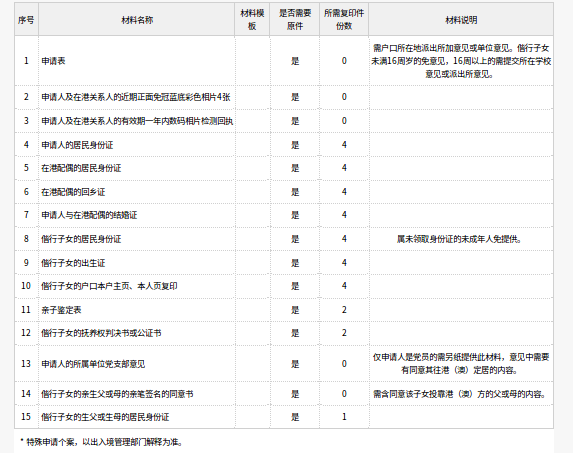 序号 材料名称 材料模板 是否需要原件 所需复印件份数 材料说明
1 申请表 是 0 需户口所在地派出所加意见或单位意见。偕行子女未满16周岁的免意见，16周以上的需提交所在学校意见或派出所意见。
2 申请人及在港关系人的近期正面免冠蓝底彩色相片4张 是 0
3 申请人及在港关系人的有效期一年内数码相片检测回执 是 0
4 申请人的居民身份证 是 4
5 在港配偶的居民身份证 是 4
6 在港配偶的回乡证 是 4
7 申请人与在港配偶的结婚证 是 4
8 偕行子女的居民身份证 是 4 属未领取身份证的未成年人免提供。
9 偕行子女的出生证 是 4
10 偕行子女的户口本户主页、本人页复印 是 4
11 亲子鉴定表 是 2
12 偕行子女的抚养权判决书或公证书 是 2
13 申请人的所属单位党支部意见 是 0 仅申请人是党员的需另纸提供此材料，意见中需要有同意其往港（澳）定居的内容。
14 偕行子女的亲生父或母的亲笔签名的同意书 是 0 需含同意该子女投靠港（澳）方的父或母的内容。
15 偕行子女的生父或生母的居民身份证 是 1
* 特殊申请个案，以出入境管理部门解释为准。